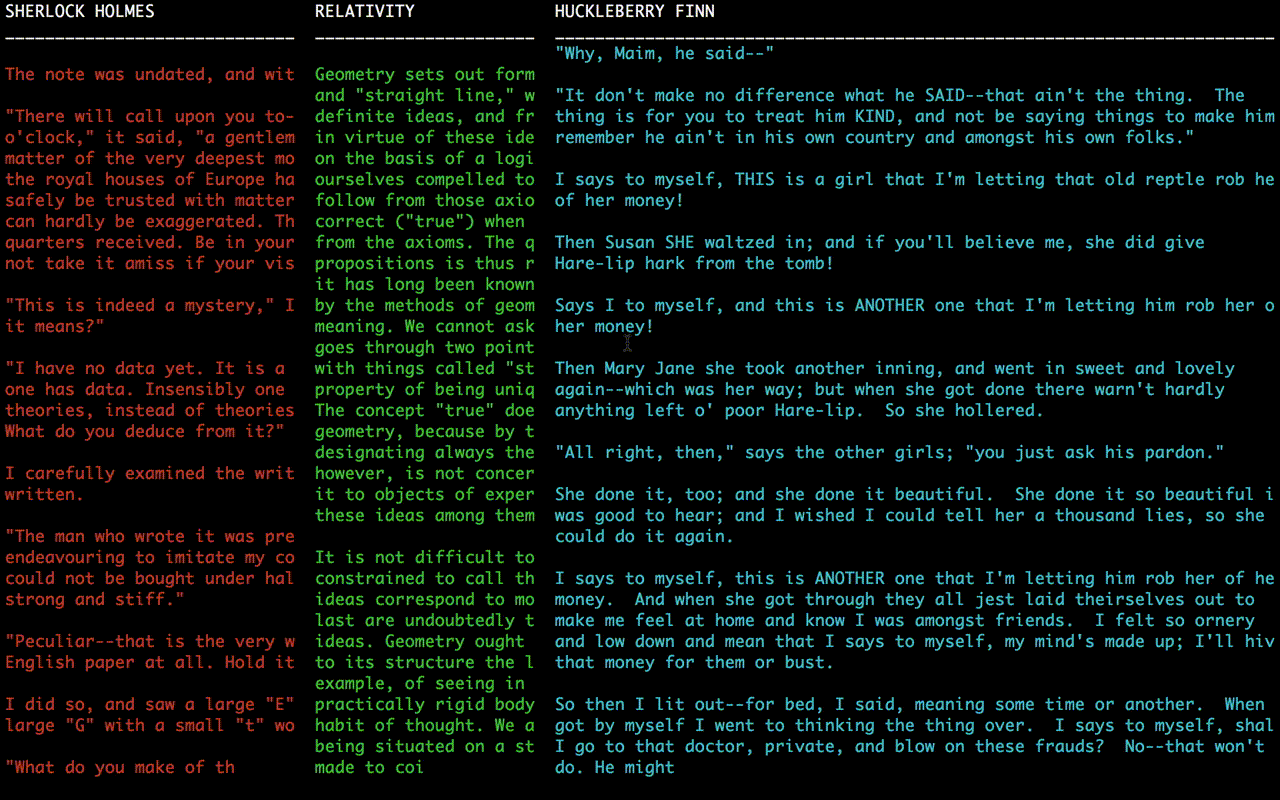 SHERLOCK HOLMES
____________________________
The note was undated, and wit
"There will call upon you to-
o'clock," it said, "a gentlem
matter of the very deepest mo
the royal houses of Europe ha
safely be trusted with matter
can hardly be exaggerated. Th
quarters received. Be in your
not take it amiss if your vis
"This is indeed a mystery," I
it means?"
"I have no data yet. It is a
one has data. Insensibly one
theories, instead of theories
What do you deduce from it?"
I carefully examined the writ
written.
"The man who wrote it was pre
endeavouring to imitate my co
could not be bought under hal
strong and stiff."
"Peculiar--that is the very w
English paper at all. Hold it
I did so, and saw a large "E"
large "G" with a small "t" wo
"What do you make of th
RELATIVITY
______________________
Geometry sets out form
and "straight line," w
definite ideas, and fr
in virtue of these ide
on the basis of a logi
ourselves compelled to
follow from those axio
correct ("true") when
from the axioms. The q
propositions is thus r
it has long been known
by the methods of geom
meaning. We cannot ask
goes through two point
with things called "st
property of being uniq
The concept "true" doe
geometry, because by t
designating always the
however, is not concer
it to objects of exper
these ideas among them
It is not difficult to
constrained to call th
ideas correspond to mo
last are undoubtedly t
ideas. Geometry ought
to its structure the l
example, of seeing in
practically rigid body
habit of thought. We a
being situated on a st
made to coi
HUCKLEBERRY FINN
________________________________________________________________________
"Why, Maim, he said--"
"It don't make no difference what he SAID--that ain't the thing.  The
thing is for you to treat him KIND, and not be saying things to make him
remember he ain't in his own country and amongst his own folks."
I says to myself, THIS is a girl that I'm letting that old reptle rob he
of her money!
Then Susan SHE waltzed in; and if you'll believe me, she did give
Hare-lip hark from the tomb!
Says I to myself, and this is ANOTHER one that I'm letting him rob her o
her money!
Then Mary Jane she took another inning, and went in sweet and lovely
again--which was her way; but when she got done there warn't hardly
anything left o' poor Hare-lip.  So she hollered.
"All right, then," says the other girls; "you just ask his pardon."
She done it, too; and she done it beautiful.  She done it so beautiful i
was good to hear; and I wished I could tell her a thousand lies, so she
could do it again.
I says to myself, this is ANOTHER one that I'm letting him rob her of he
money.  And when she got through they all jest laid theirselves out to
make me feel at home and know I was amongst friends.  I felt so ornery
and low down and mean that I says to myself, my mind's made up; I'll hiv
that money for them or bust.
So then I lit out--for bed, I said, meaning some time or another.  When
got by myself I went to thinking the thing over.  I says to myself, shal
I go to that doctor, private, and blow on these frauds?  No--that won't
do. He might